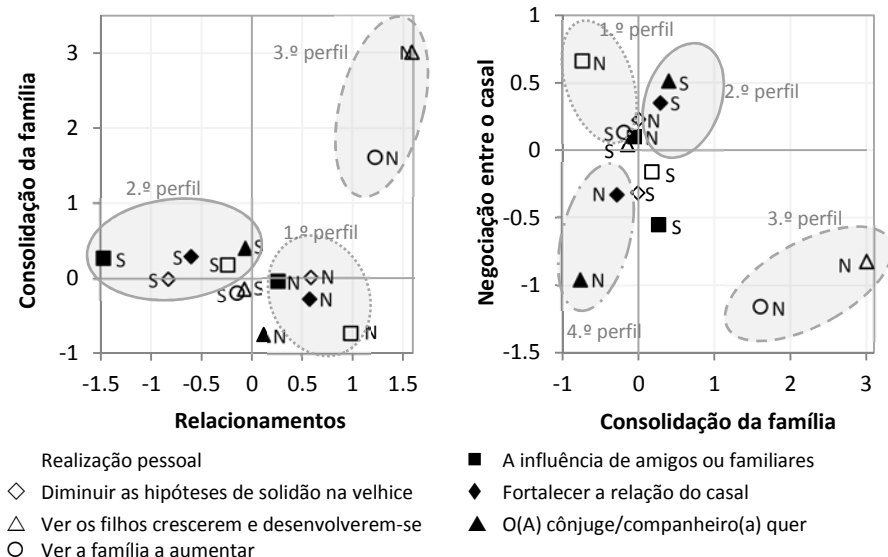 Consolidação da família
3
2
1
0
-1
-1.5
-1
-0.5
0
0.5
1
1.5
Relacionamentos
3.º perfil
N
N
2.º perfil
S
S
S
S
S
S
S
1.º perfil
N
N
N
N
N
Negociação entre o casal
1
0.5
0
-0.5
-1
-1.5
-1
0
1
2
3
Consolidação da família
1.º perfil
N
S
S
2.º perfil
N
N
S
S
S
N
S
S
3.º perfil
N
N
N
4.º perfil
Realização pessoal
Diminuir as hipóteses de solidão na velhice
Ver os filhos crescerem e desenvolverem-se
Ver a família a aumentar
A influência de amigos ou familiares
Fortalecer a relação do casal
O(A) cônjuge/companheiro(a) quer